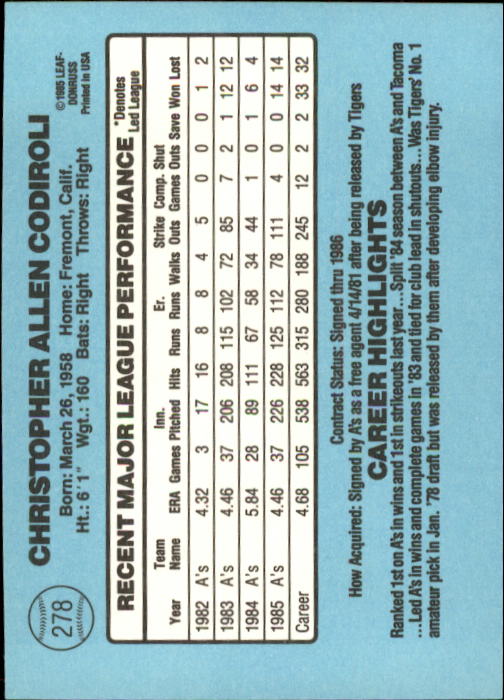 278
CHRISTOPHER ALLEN CODIROLI
©1985 LEAF-
DONRUSS
Printed in USA
Born: March 26, 1958 Home: Fremont, Calif.
Ht.: 6'1" Wgt.: 160 Bats: Right Throws: Right
RECENT MAJOR LEAGUE PERFORMANCE
*Denotes
Led League
Team Inn. Er. Strike Comp. Shut
Year Name ERA Games Pitched Hits Runs Runs Walks Outs Games Outs Save Won Lost
1982 A's 4.32 3 17 16 8 8 4 5 0 0 0 1 2
1983 A's 4.46 37 206 208 115 102 72 85 7 2 1 12 12
1984 A's 5.84 28 89 111 67 58 34 44 1 0 1 6 4
1985 A's 4.46 37 226 228 125 112 78 111 4 0 0 14 14
Career 4.68 105 538 563 315 280 188 245 12 2 2 33 32
Contract Status: Signed thru 1986
How Acquired: Signed by A's as a free agent 4/14/81 after being released by Tigers
CAREER HIGHLIGHTS
Ranked 1st on A's in wins and 1st in strikeouts last year...Split '84 season between A's and Tacoma
...Led A's in wins and complete games in '83 and tied for club lead in shutouts...Was Tigers' No. 1
amateur pick in Jan. '78 draft but was released by them after developing elbow injury.